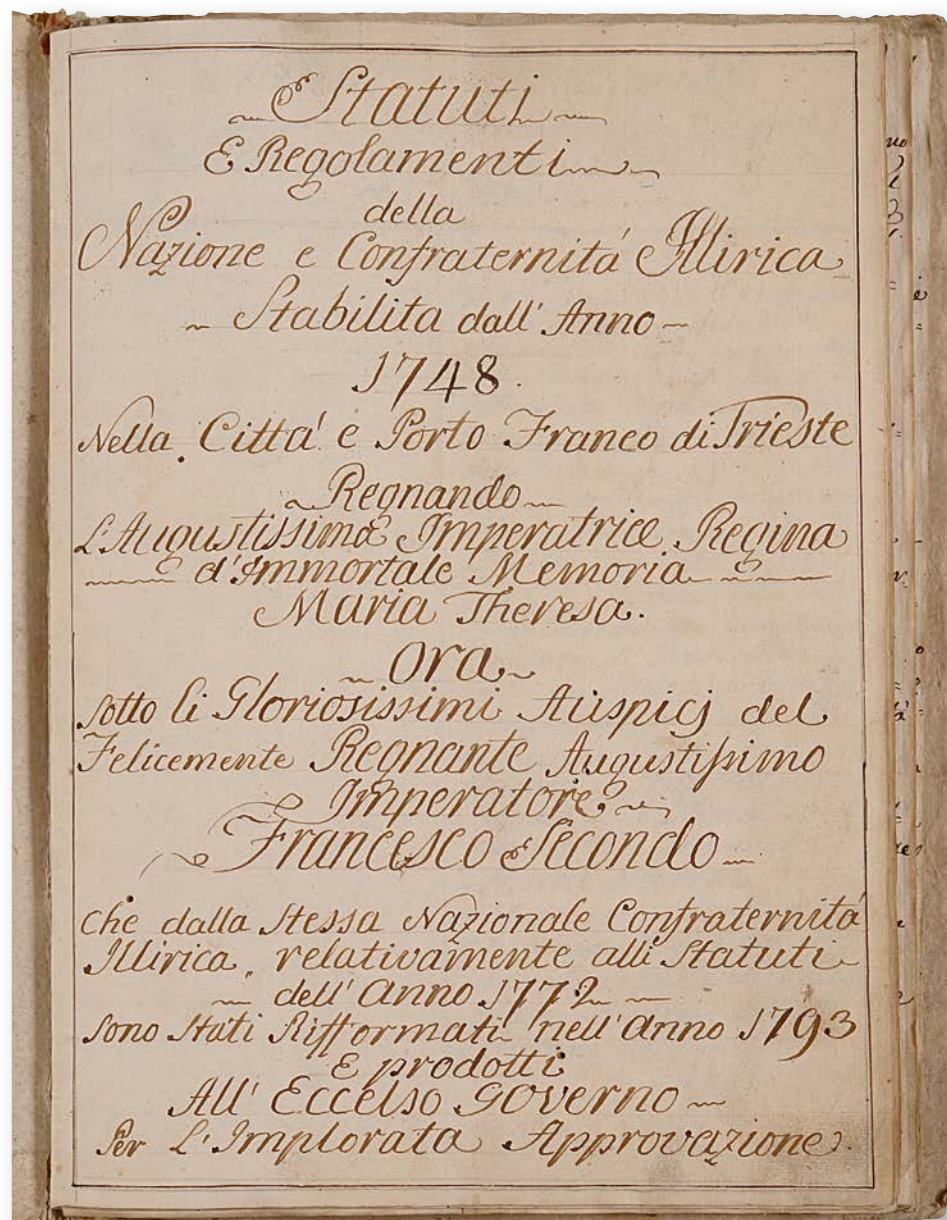 Statuti
E Regolamenti
della
Nazione e Confraternitá Illirica
Stabilita dall' Anno
1748.
Nella Cittá e Porto Franco di Trieste
Regnando
L'Augustissima Imperatrice Regina
d'Immortale Memoria
Maria Theresa.
Ora
sotto li Gloriosissimi Auspicj del
Felicemente Regnante Augustissimo
Imperatore
Francesco Secondo
che dalla Stessa Nazionale Confraternitá
Illirica, relativamente alli Statuti
dell' Anno 1772
sono Stati Rifformati nell' Anno 1793
E prodotti
All' Eccelso Governo
Per L'Implorata Approvazione.